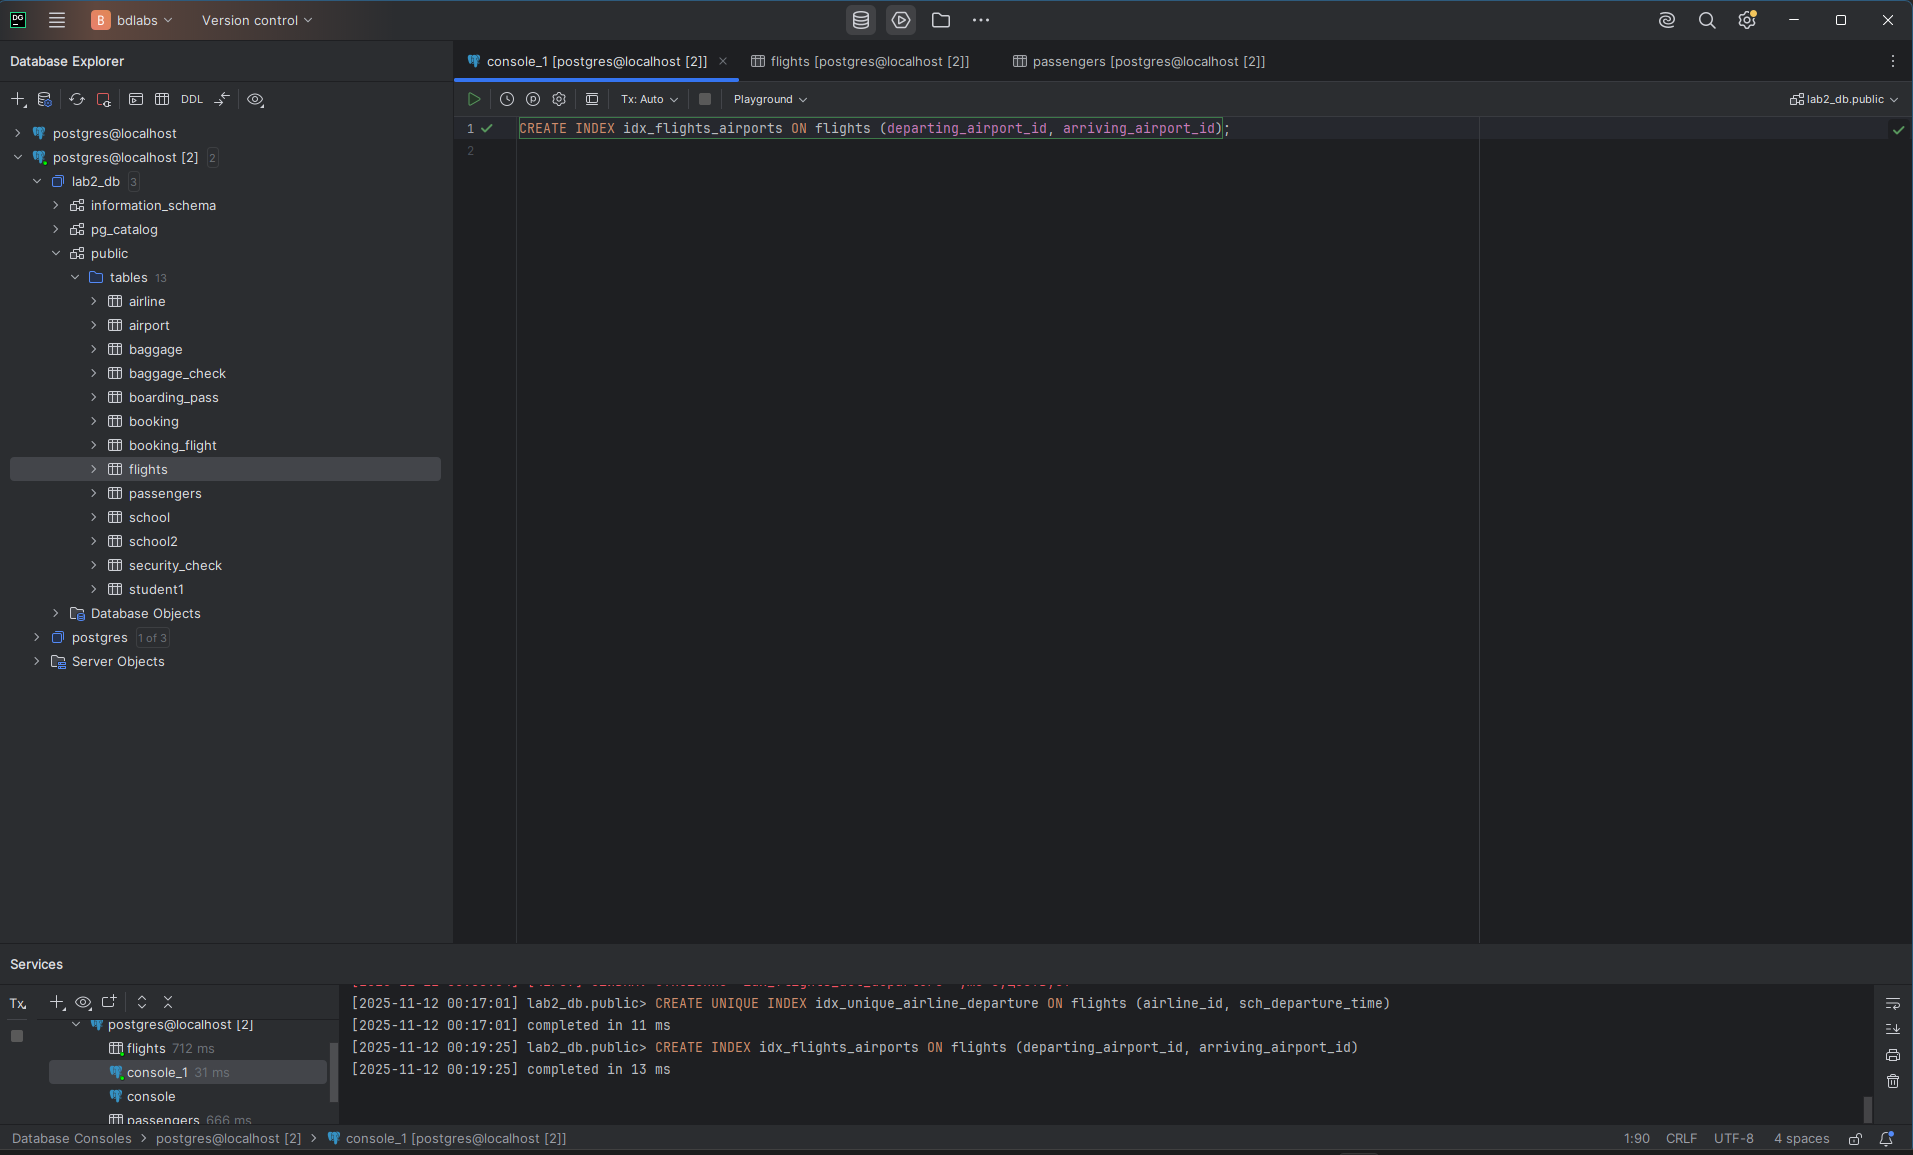 DG
B bdlabs Version control
Database Explorer
console_1 [postgres@localhost [2]] flights [postgres@localhost [2]] passengers [postgres@localhost [2]]
DDL
Tx: Auto Playground lab2_db.public
postgres@localhost
postgres@localhost [2] 2
lab2_db 3
information_schema
pg_catalog
public
tables 13
airline
airport
baggage
baggage_check
boarding_pass
booking
booking_flight
flights
passengers
school
school2
security_check
student1
Database Objects
postgres 1 of 3
Server Objects
1 CREATE INDEX idx_flights_airports ON flights (departing_airport_id, arriving_airport_id);
2
Services
Tx
postgres@localhost [2]
flights 712 ms
console_1 31 ms
console
passengers 666 ms
[2025-11-12 00:17:01] lab2_db.public> CREATE UNIQUE INDEX idx_unique_airline_departure ON flights (airline_id, sch_departure_time)
[2025-11-12 00:17:01] completed in 11 ms
[2025-11-12 00:19:25] lab2_db.public> CREATE INDEX idx_flights_airports ON flights (departing_airport_id, arriving_airport_id)
[2025-11-12 00:19:25] completed in 13 ms
Database Consoles > postgres@localhost [2] > console_1 [postgres@localhost [2]]
1:90 CRLF UTF-8 4 spaces